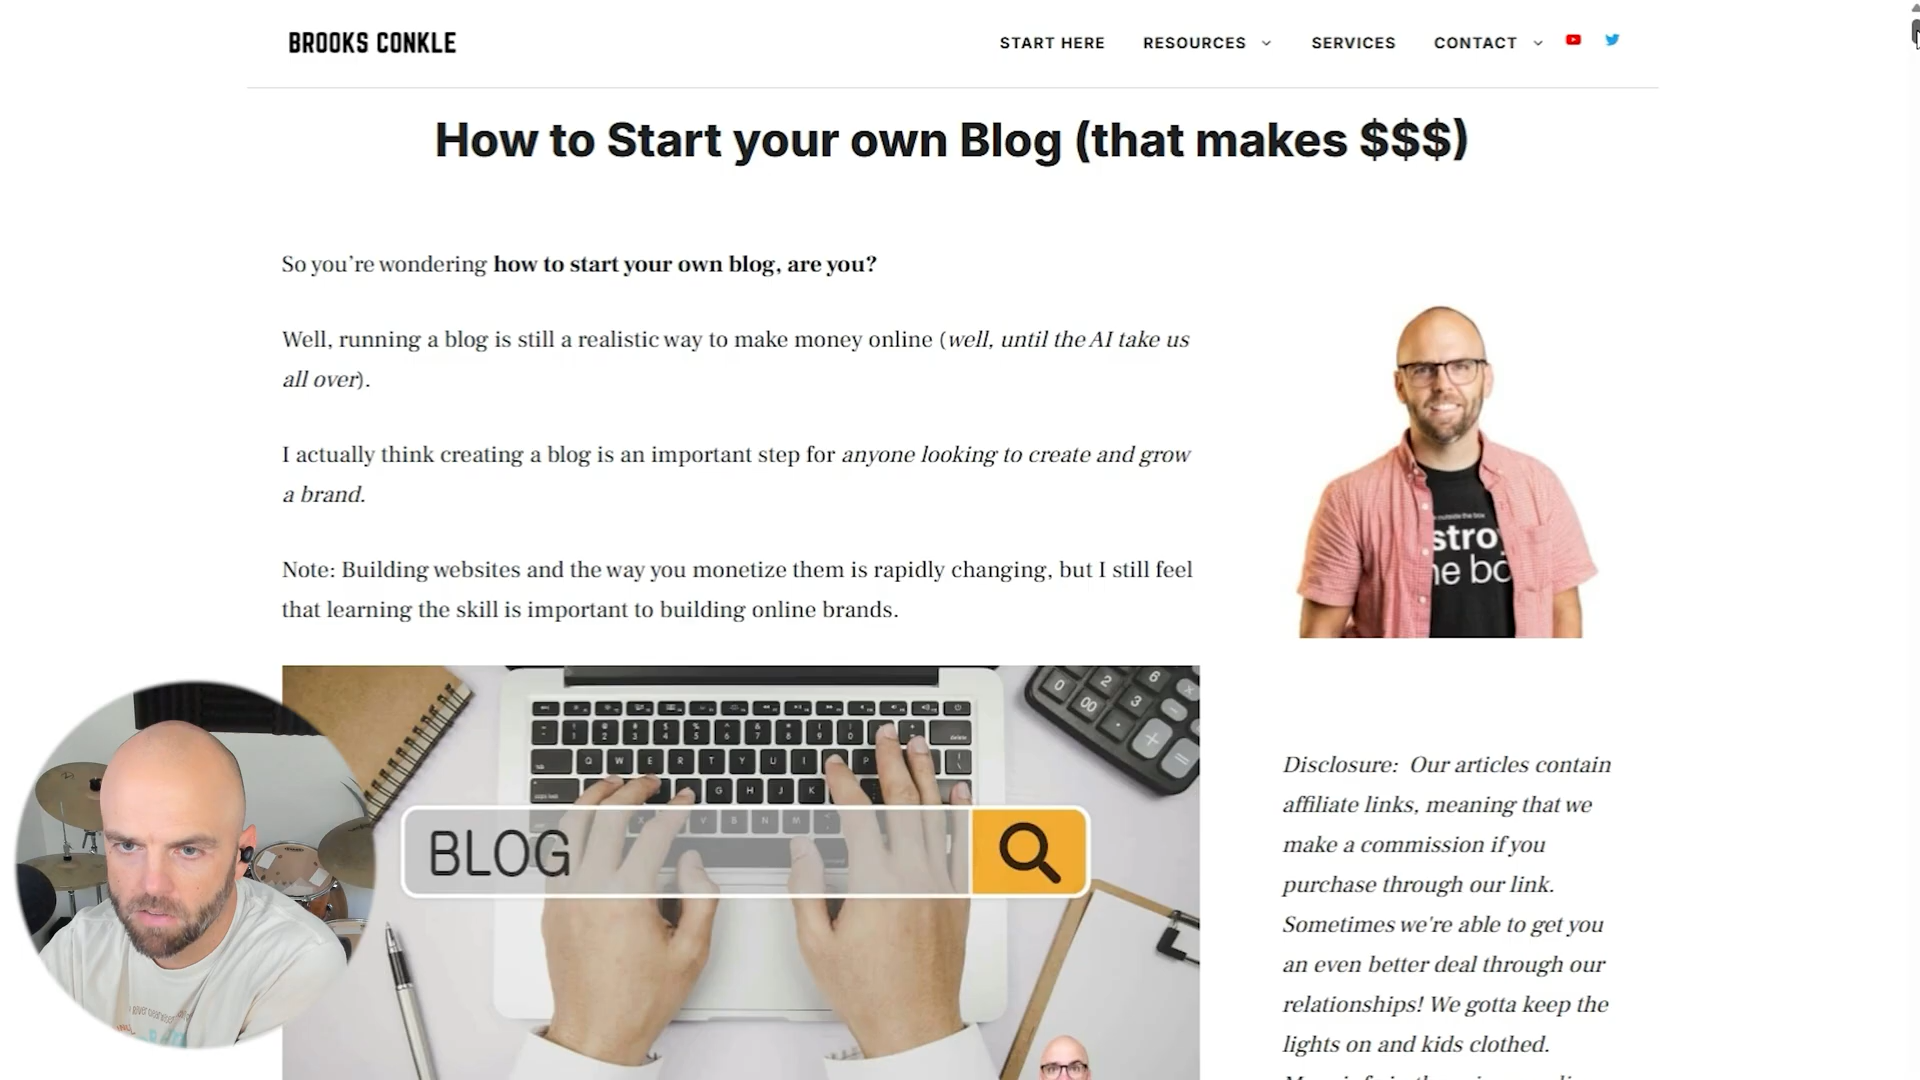 BROOKS CONKLE
START HERE
RESOURCES
SERVICES
CONTACT
How to Start your own Blog (that makes $$$)
So you’re wondering how to start your own blog, are you?
Well, running a blog is still a realistic way to make money online (well, until the AI take us
all over).
I actually think creating a blog is an important step for anyone looking to create and grow
a brand.
Note: Building websites and the way you monetize them is rapidly changing, but I still feel
that learning the skill is important to building online brands.
BLOG
Disclosure: Our articles contain
affiliate links, meaning that we
make a commission if you
purchase through our link.
Sometimes we're able to get you
an even better deal through our
relationships! We gotta keep the
lights on and kids clothed.